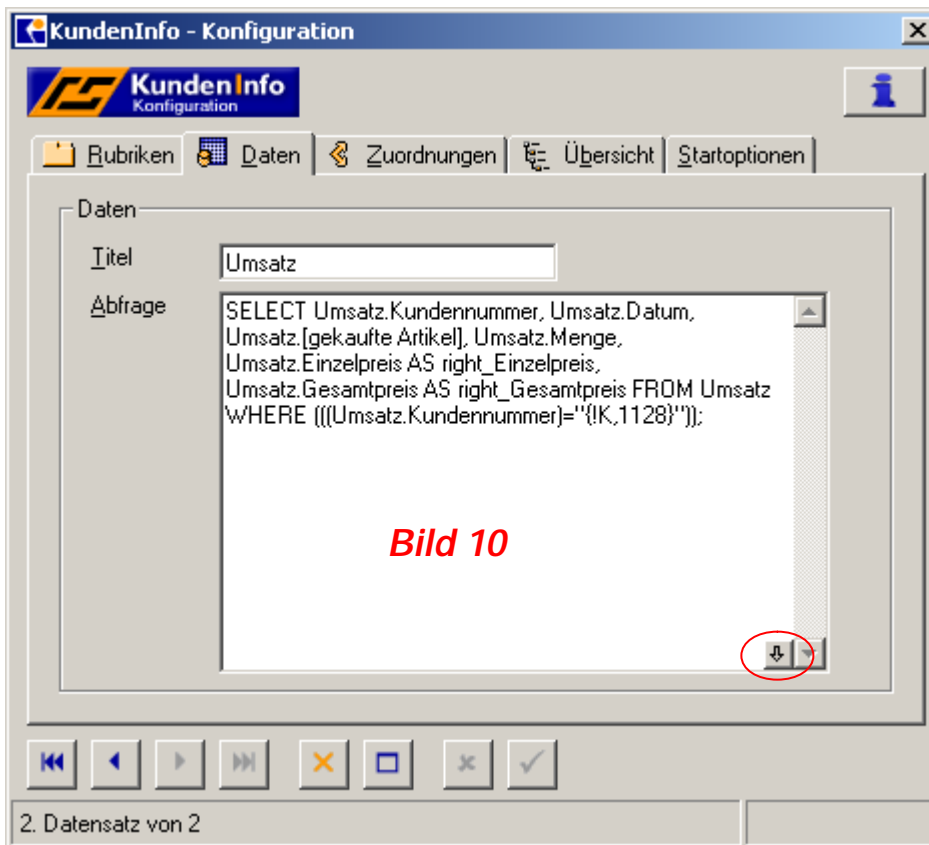 KundenInfo - Konfiguration
KundenInfo
Konfiguration
Rubriken Daten Zuordnungen Übersicht Startoptionen
Daten
Titel Umsatz
Abfrage
SELECT Umsatz.Kundennummer, Umsatz.Datum,
Umsatz.[gekaufte Artikel], Umsatz.Menge,
Umsatz.Einzelpreis AS right_Einzelpreis,
Umsatz.Gesamtpreis AS right_Gesamtpreis FROM Umsatz
WHERE (((Umsatz.Kundennummer)="{!K,1128}"));
Bild 10
2. Datensatz von 2